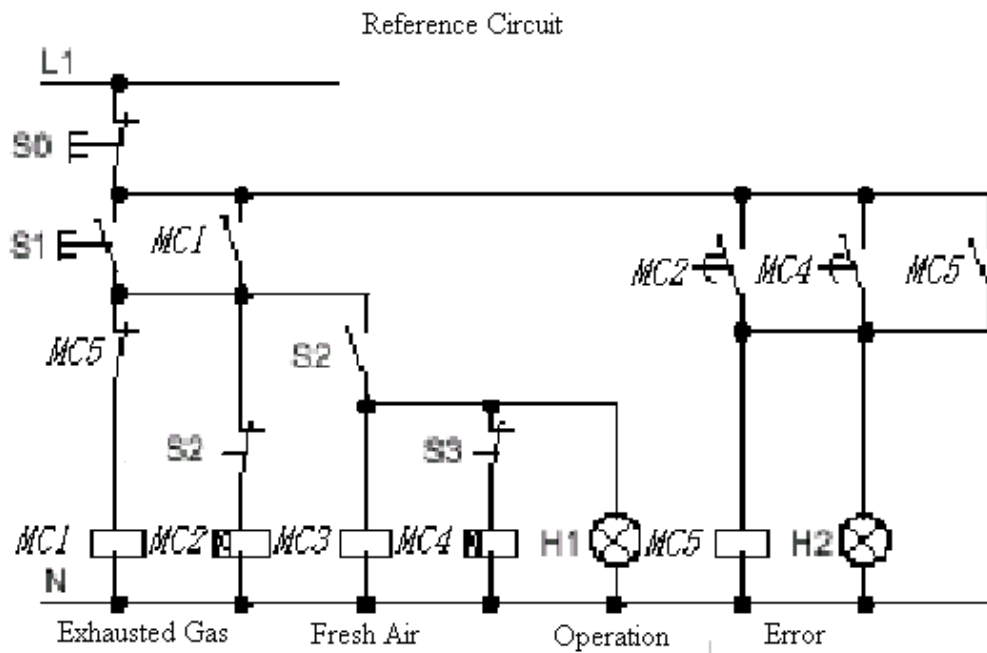 Reference Circuit
L1
S0
S1 MC1 MC2 MC4 MC5
MC5 S2
S2 S3
MC1 MC2 MC3 MC4 H1 MC5 H2
N
Exhausted Gas Fresh Air Operation Error